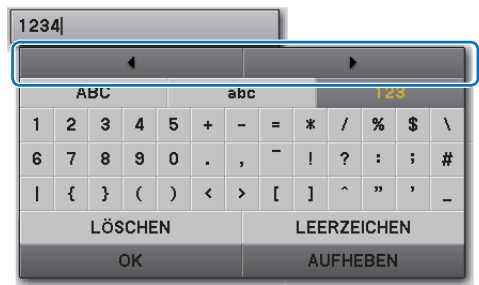 1234
◀ ▶
ABC abc 123
1 2 3 4 5 + - = * / % $ \
6 7 8 9 0 . , ‾ ! ? : ; #
| { } ( ) < > [ ] ^ " ' _
LÖSCHEN LEERZEICHEN
OK AUFHEBEN